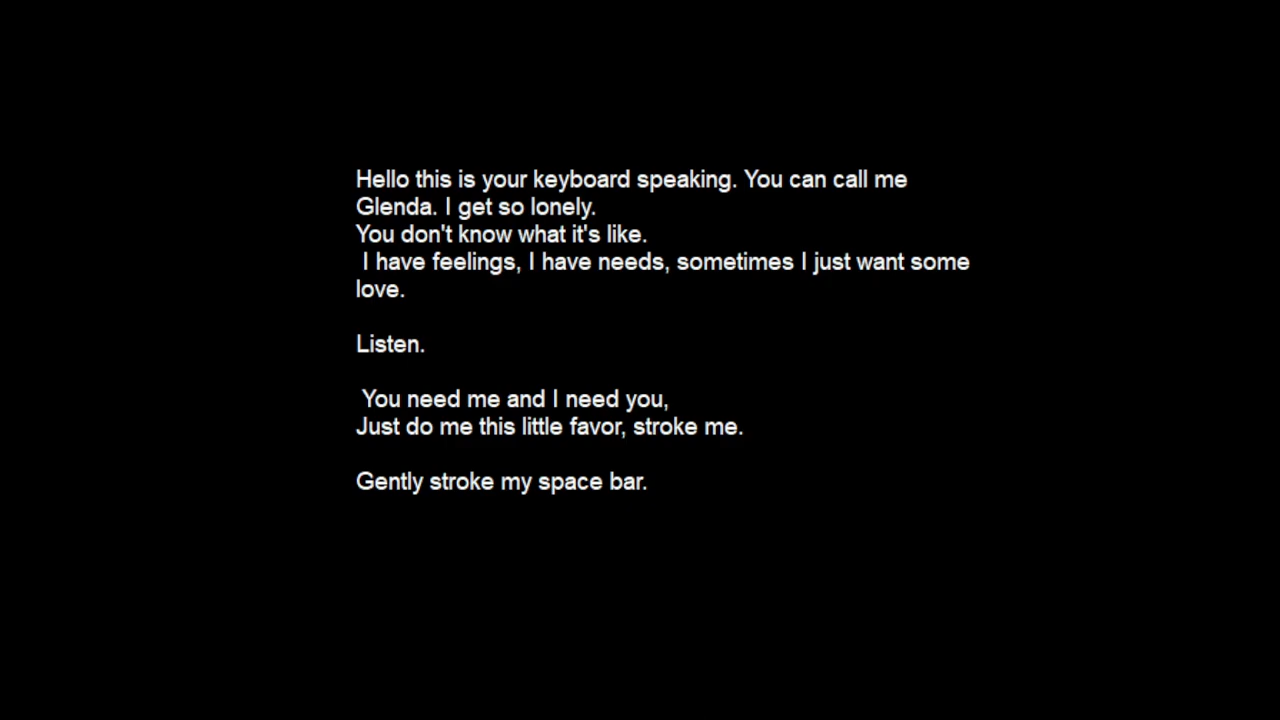 Hello this is your keyboard speaking. You can call me
Glenda. I get so lonely.
You don't know what it's like.
I have feelings, I have needs, sometimes I just want some
love.
Listen.
You need me and I need you,
Just do me this little favor, stroke me.
Gently stroke my space bar.